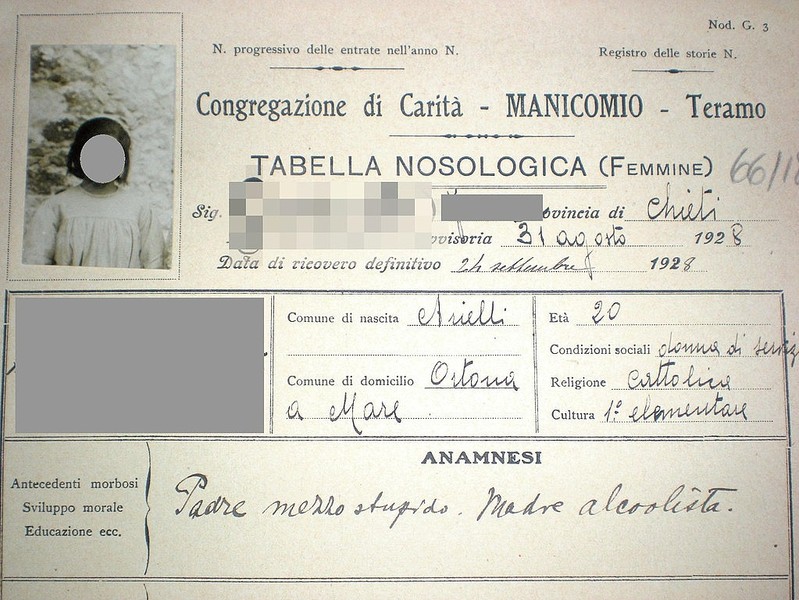 Nod. G. 3
N. progressivo delle entrate nell'anno N.
Registro delle storie N.
Congregazione di Carità - MANICOMIO - Teramo
TABELLA NOSOLOGICA (FEMMINE)
66/18
Sig. ovincia di Chieti
vvisoria 31 agosto 1928
Data di ricovero definitivo 24 settembre 1928
Comune di nascita Arielli
Comune di domicilio Ortona
a Mare
Età 20
Condizioni sociali donna di serviz
Religione cattolica
Cultura 1ª elementare
ANAMNESI
Antecedenti morbosi
Sviluppo morale
Educazione ecc.
Padre mezzo stupido. Madre alcoolista.